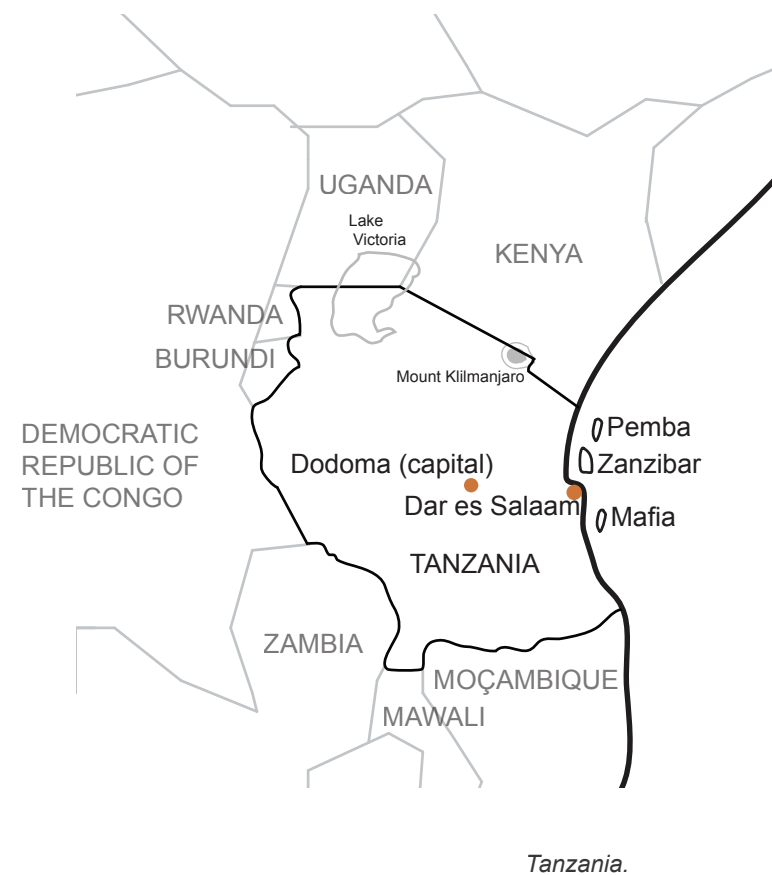 UGANDA
Lake
Victoria
KENYA
RWANDA
BURUNDI
Mount Klilmanjaro
DEMOCRATIC
REPUBLIC OF
THE CONGO
Pemba
Zanzibar
Dodoma (capital)
Dar es Salaam
Mafia
TANZANIA
ZAMBIA
MOÇAMBIQUE
MAWALI
Tanzania.